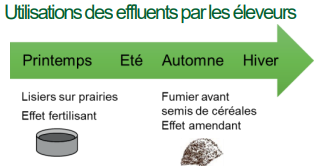 Utilisations des effluents par les éleveurs
Printemps Eté Automne Hiver
Lisiers sur prairies
Effet fertilisant
Fumier avant
semis de céréales
Effet amendant